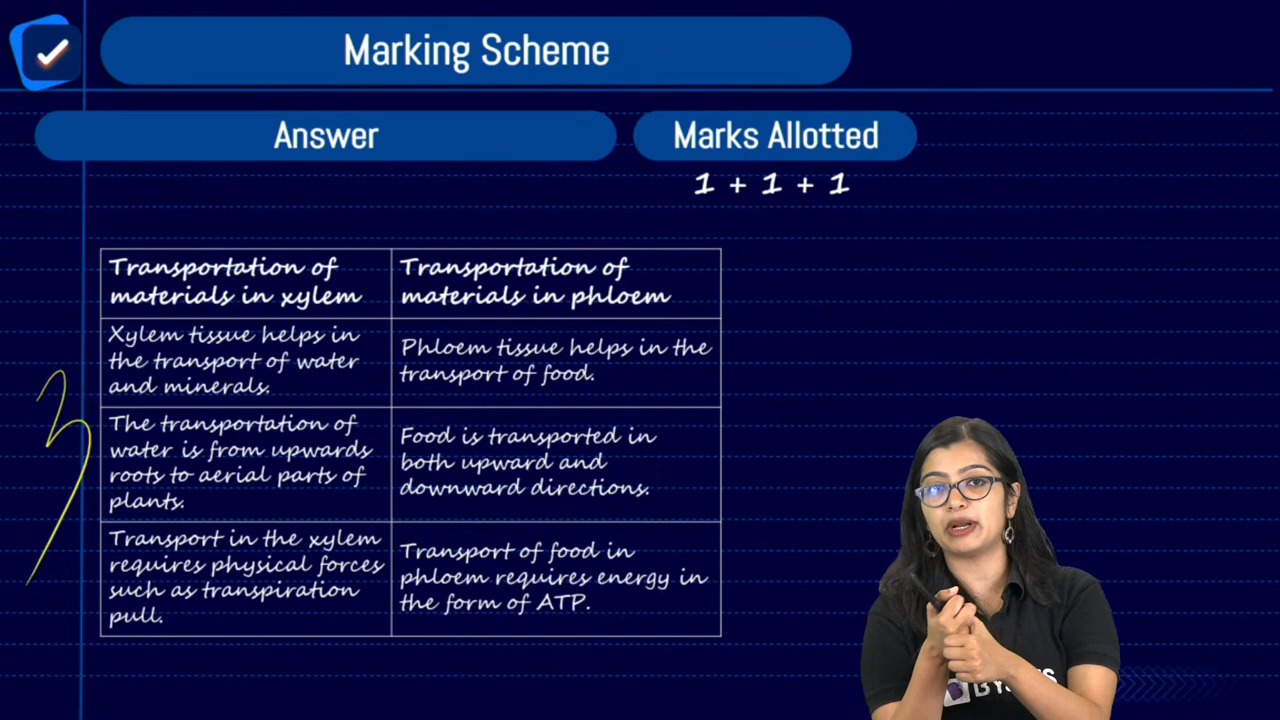 Marking Scheme
Answer
Marks Allotted
1 + 1 + 1
Transportation of
materials in xylem
Transportation of
materials in phloem
Xylem tissue helps in
the transport of water
and minerals.
Phloem tissue helps in the
transport of food.
The transportation of
water is from upwards
roots to aerial parts of
plants.
Food is transported in
both upward and
downward directions.
Transport in the xylem
requires physical forces
such as transpiration
pull.
Transport of food in
phloem requires energy in
the form of ATP.
3